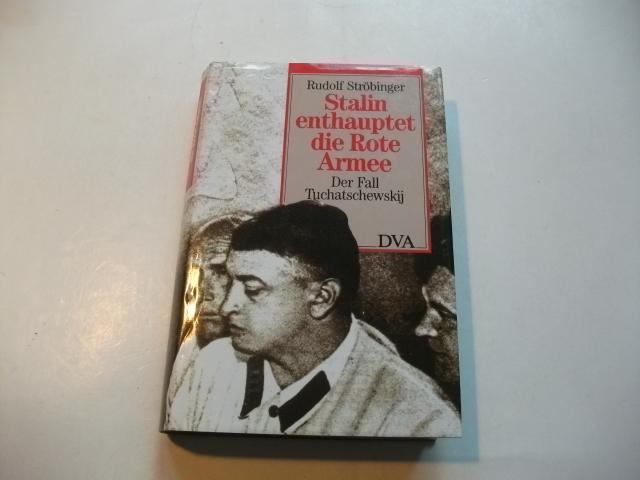 Rudolf Ströbinger
Stalin
enthauptet
die Rote
Armee
Der Fall
Tuchatschewskij
DVA